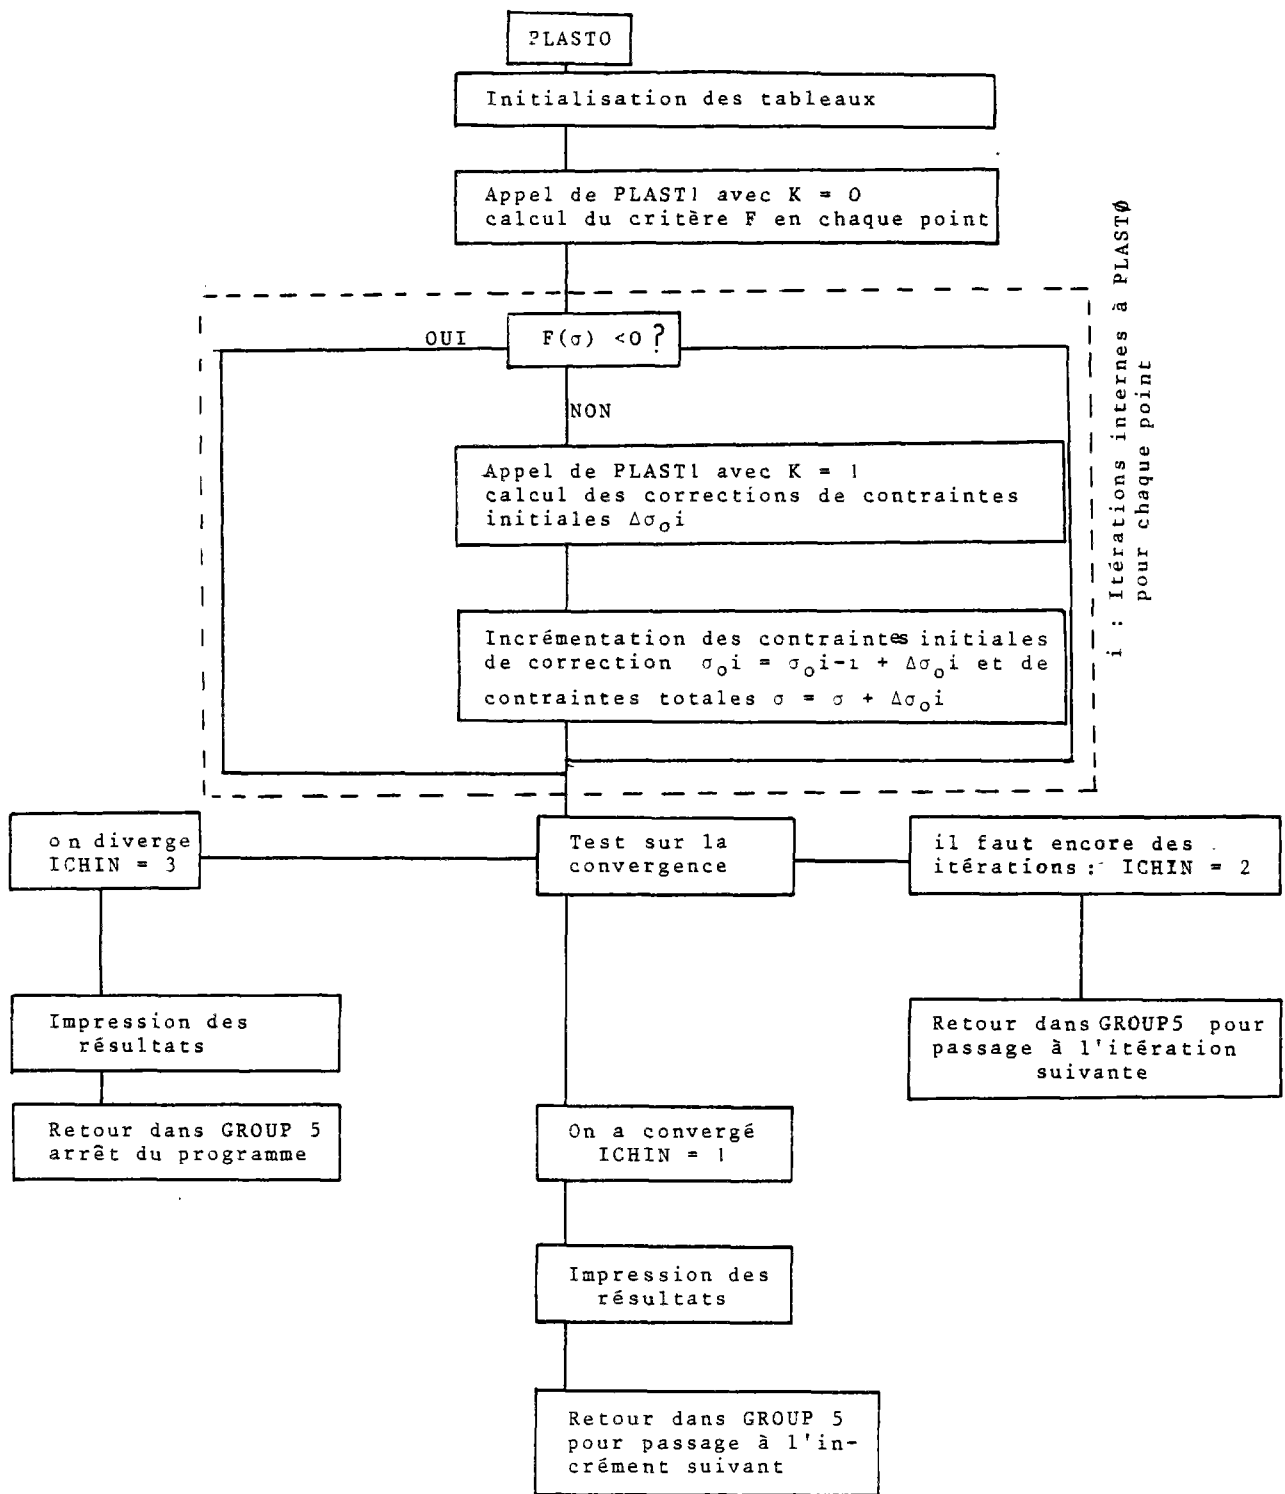 PLASTO
Initialisation des tableaux
Appel de PLAST1 avec K = 0
calcul du critère F en chaque point
F(σ) <0 ?
OUI
NON
Appel de PLAST1 avec K = 1
calcul des corrections de contraintes
initiales Δσ₀i
Incrémentation des contraintes initiales
de correction σ₀i = σ₀i-1 + Δσ₀i et de
contraintes totales σ = σ + Δσ₀i
i : Itérations internes à PLASTØ
pour chaque point
on diverge
ICHIN = 3
Test sur la
convergence
il faut encore des
itérations : ICHIN = 2
Impression des
résultats
Retour dans GROUP5 pour
passage à l'itération
suivante
Retour dans GROUP 5
arrêt du programme
On a convergé
ICHIN = 1
Impression des
résultats
Retour dans GROUP 5
pour passage à l'in-
crément suivant